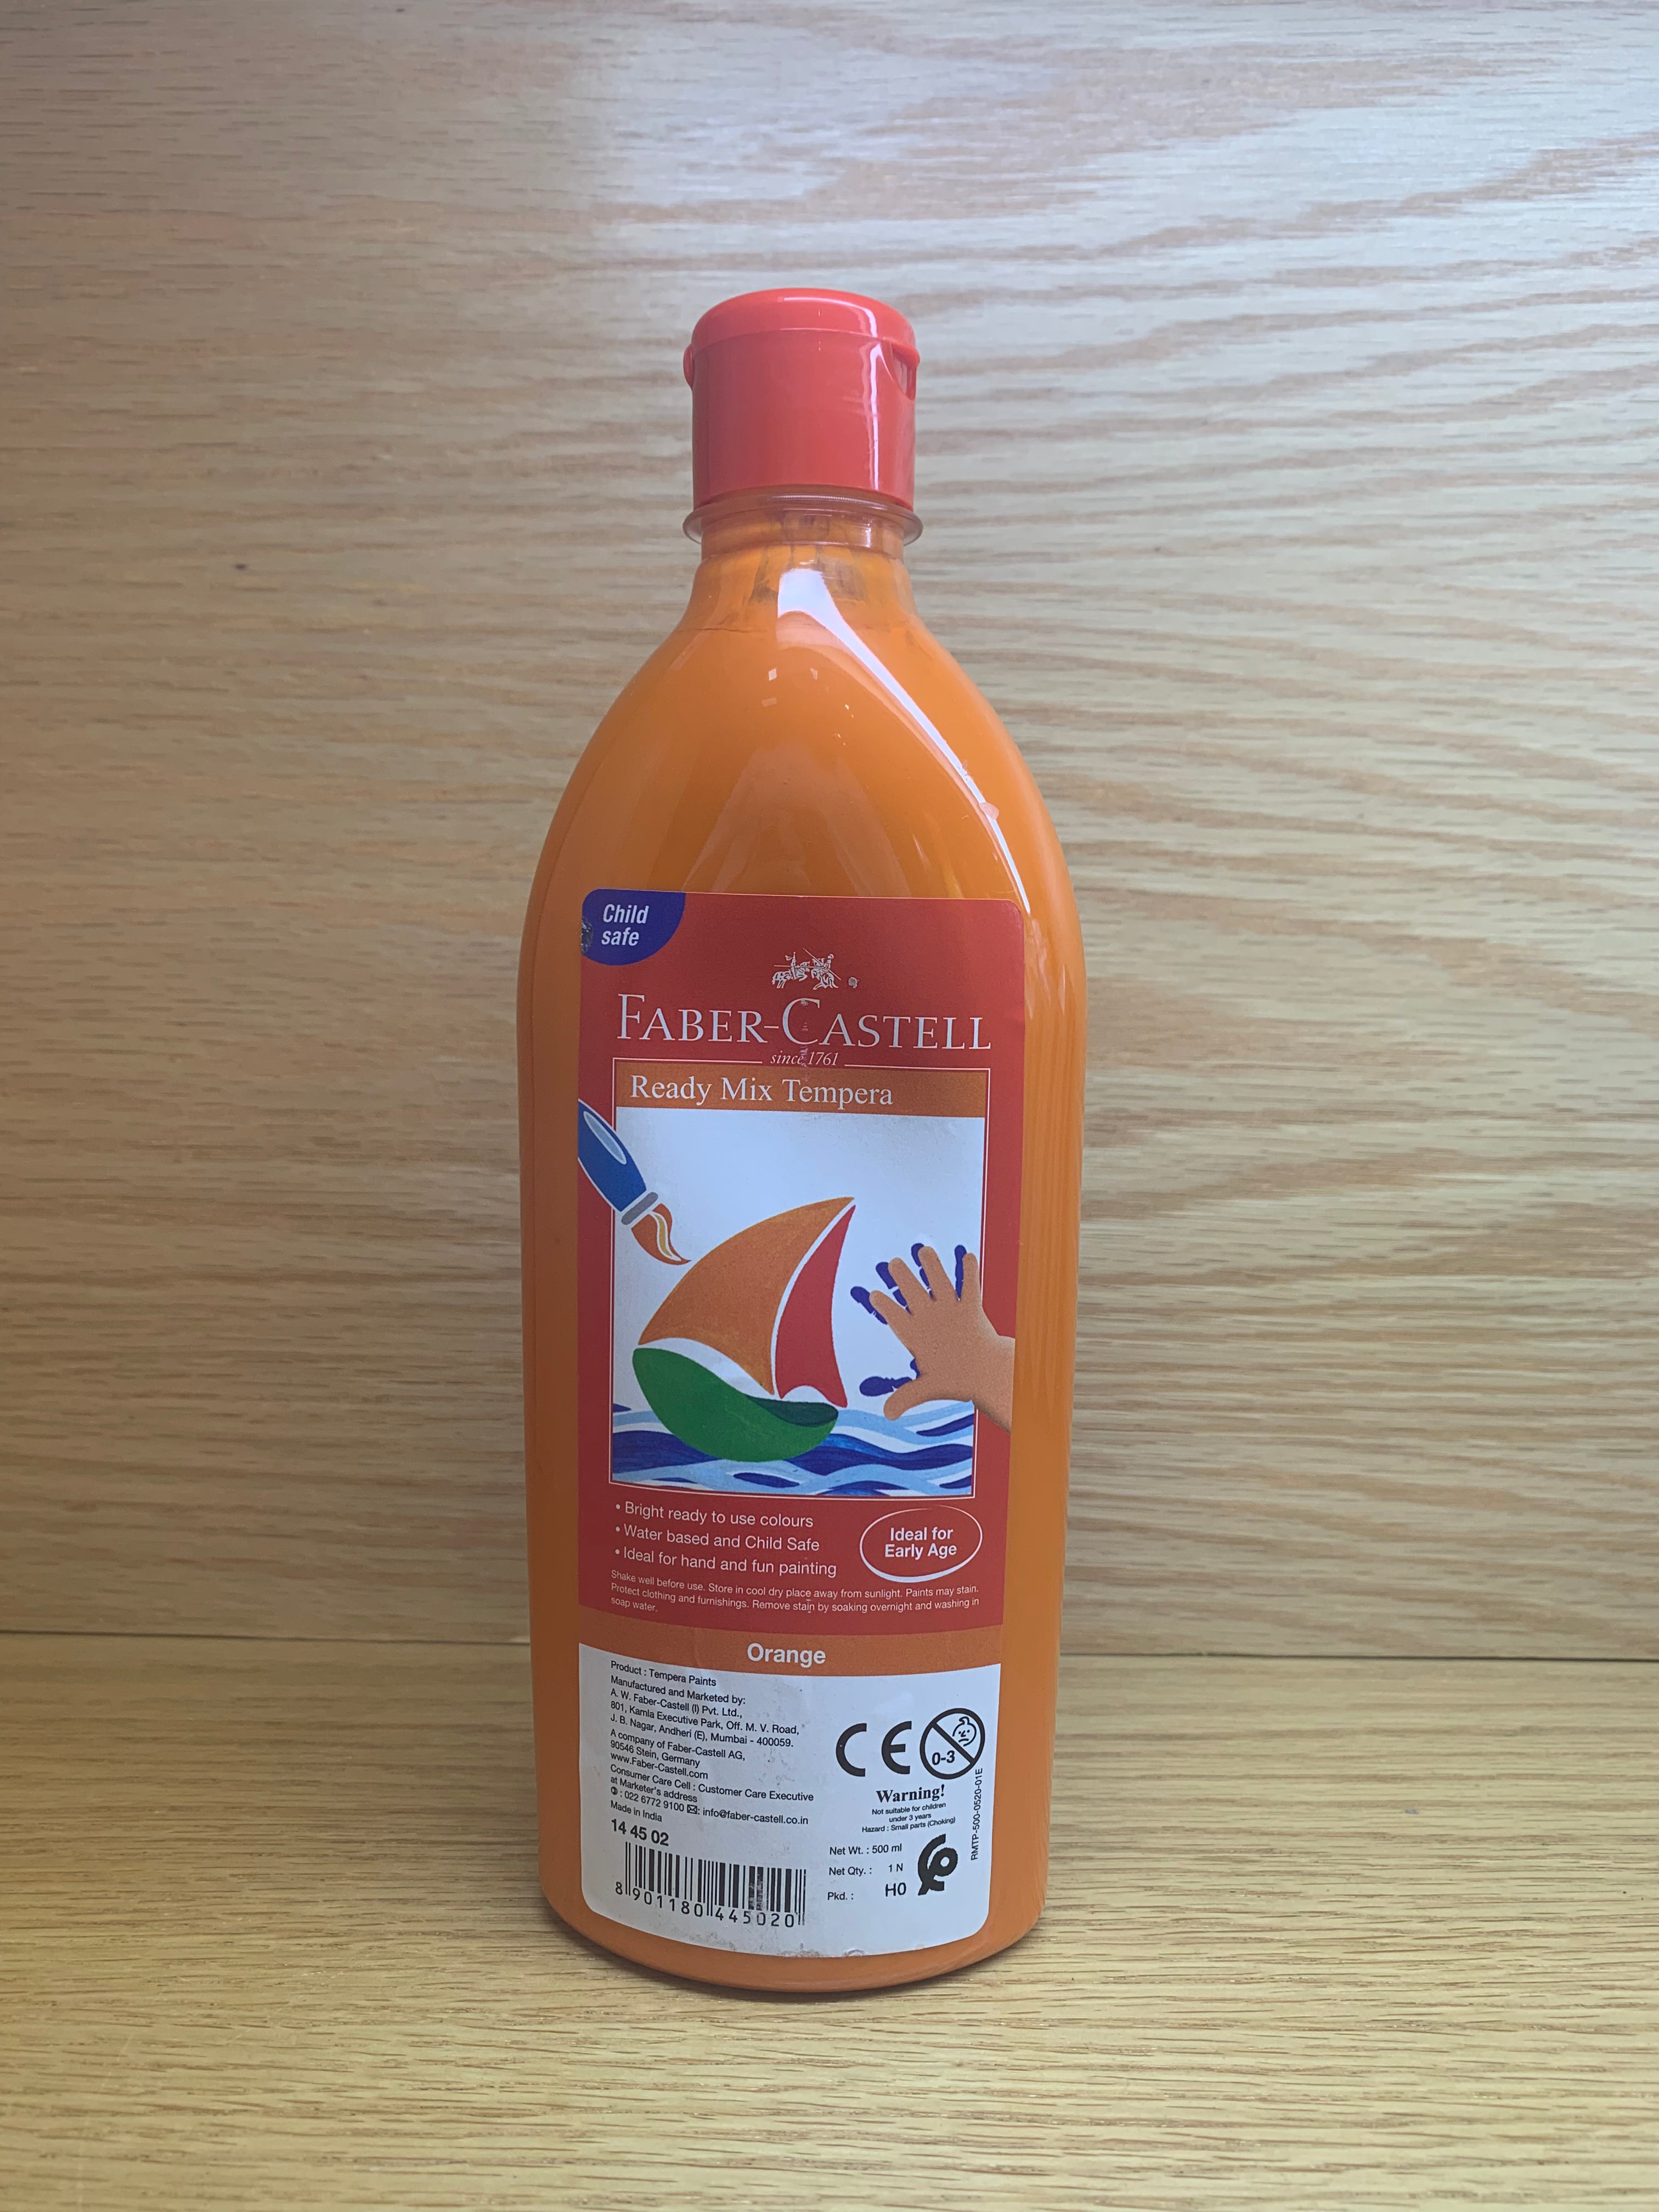 Child
safe
FABER-CASTELL
since 1761
Ready Mix Tempera
• Bright ready to use colours
• Water based and Child Safe
• Ideal for hand and fun painting
Ideal for
Early Age
Shake well before use. Store in cool dry place away from sunlight. Paints may stain.
Protect clothing and furnishings. Remove stain by soaking overnight and washing in
soap water.
Orange
Product : Tempera Paints
Manufactured and Marketed by:
A. W. Faber-Castell (I) Pvt. Ltd.,
801, Kamla Executive Park, Off. M. V. Road,
J. B. Nagar, Andheri (E), Mumbai - 400059.
A company of Faber-Castell AG,
90546 Stein, Germany
www.Faber-Castell.com
Consumer Care Cell : Customer Care Executive
at Marketer's address
✆ : 022 6772 9100 ✉: info@faber-castell.co.in
Made in India
14 45 02
8 901180 445020
CE
0-3
Warning!
Not suitable for children
under 3 years
Hazard : Small parts (Choking)
Net Wt. : 500 ml
Net Qty. : 1 N
Pkd. : H0
RMTP-500-0520-01E